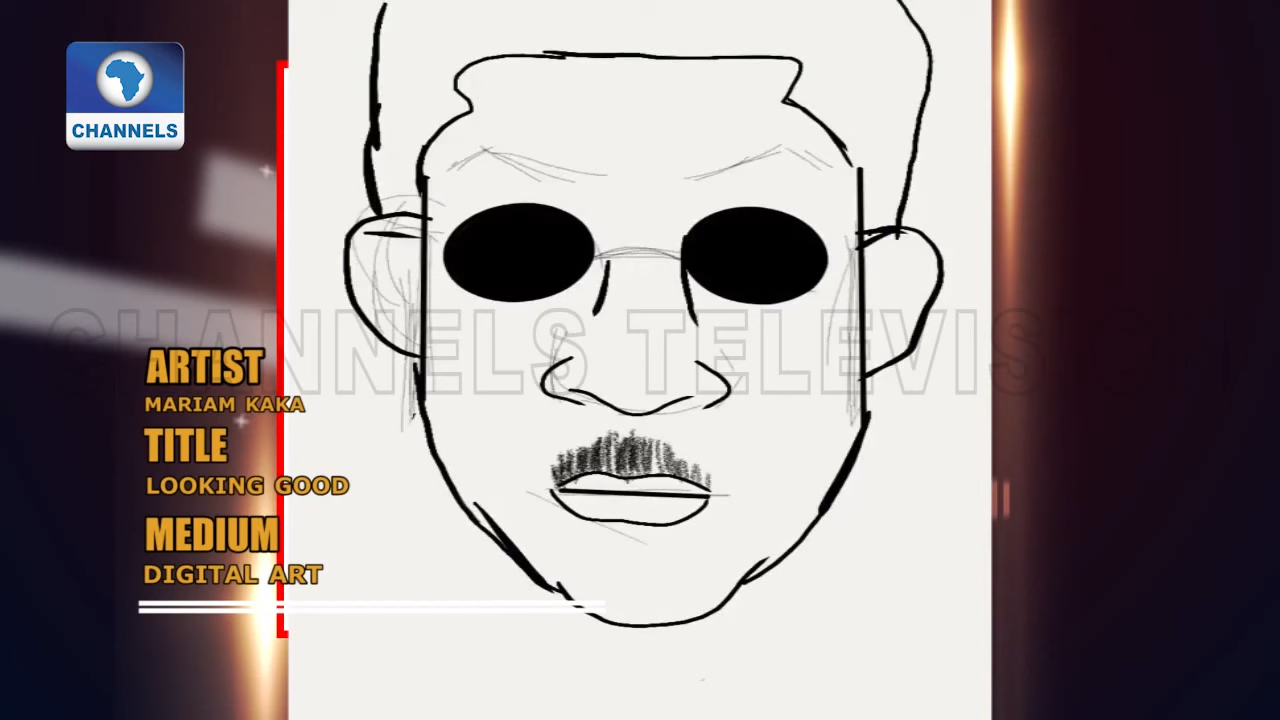 CHANNELS
CHANNELS TELEVISION
ARTIST
MARIAM KAKA
TITLE
LOOKING GOOD
MEDIUM
DIGITAL ART